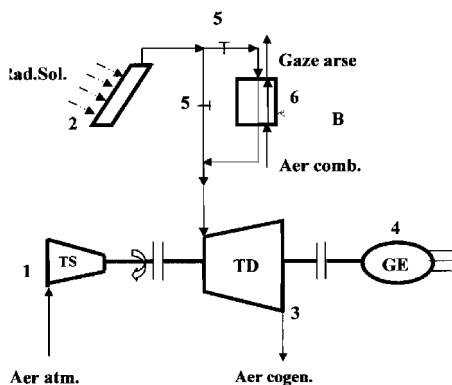 5
Rad.Sol.
Gaze arse
5
6
2
B
Aer comb.
4
1
TS
TD
GE
3
Aer atm.
Aer cogen.